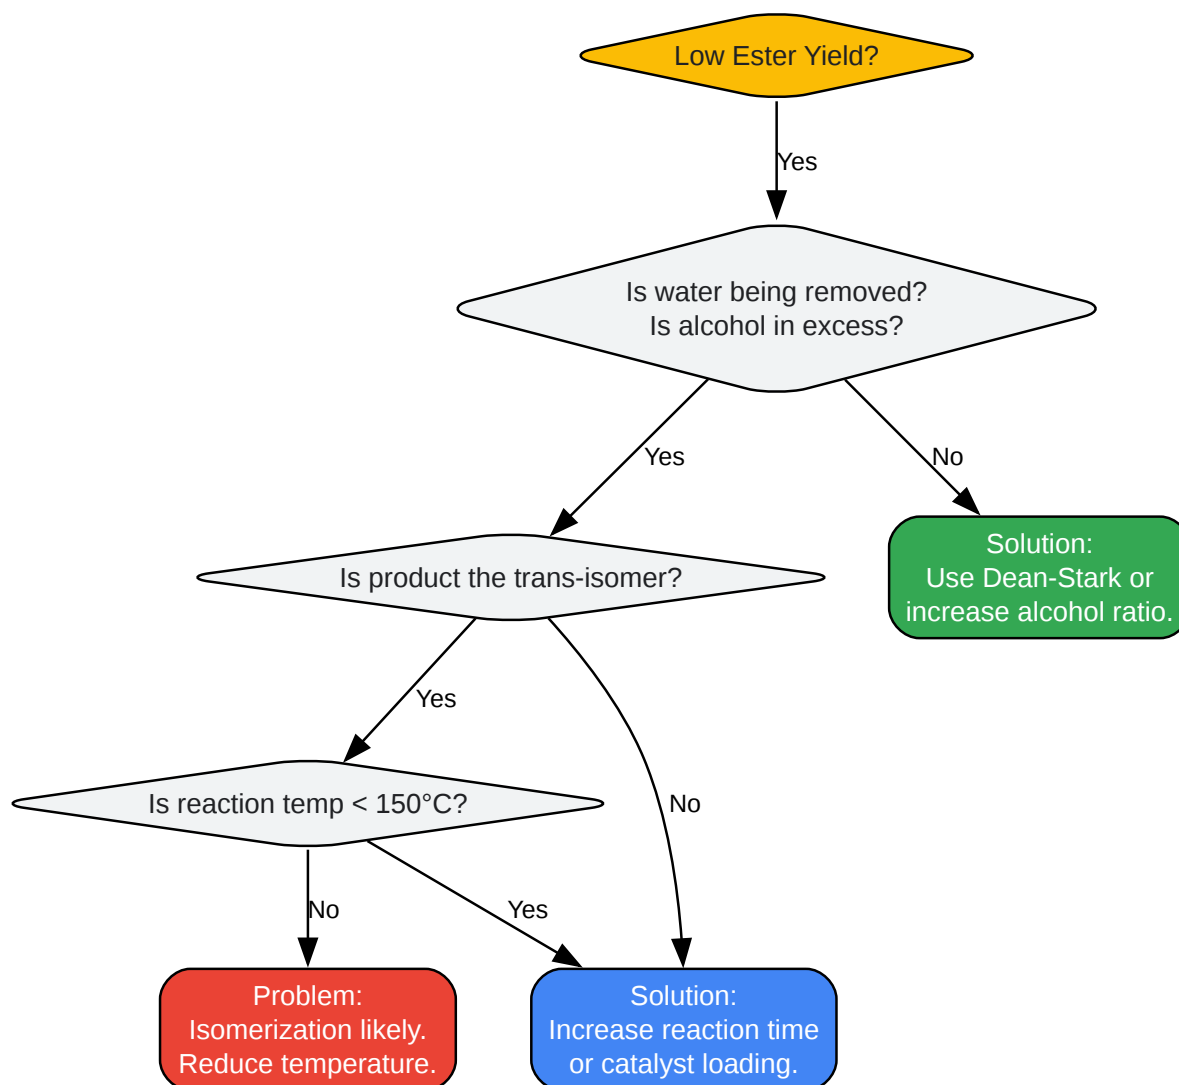 Low Ester Yield?
Yes
Is water being removed?
Is alcohol in excess?
Yes
No
Solution:
Use Dean-Stark or
increase alcohol ratio.
Is product the trans-isomer?
Yes
No
Is reaction temp < 150°C?
No
Yes
Problem:
Isomerization likely.
Reduce temperature.
Solution:
Increase reaction time
or catalyst loading.